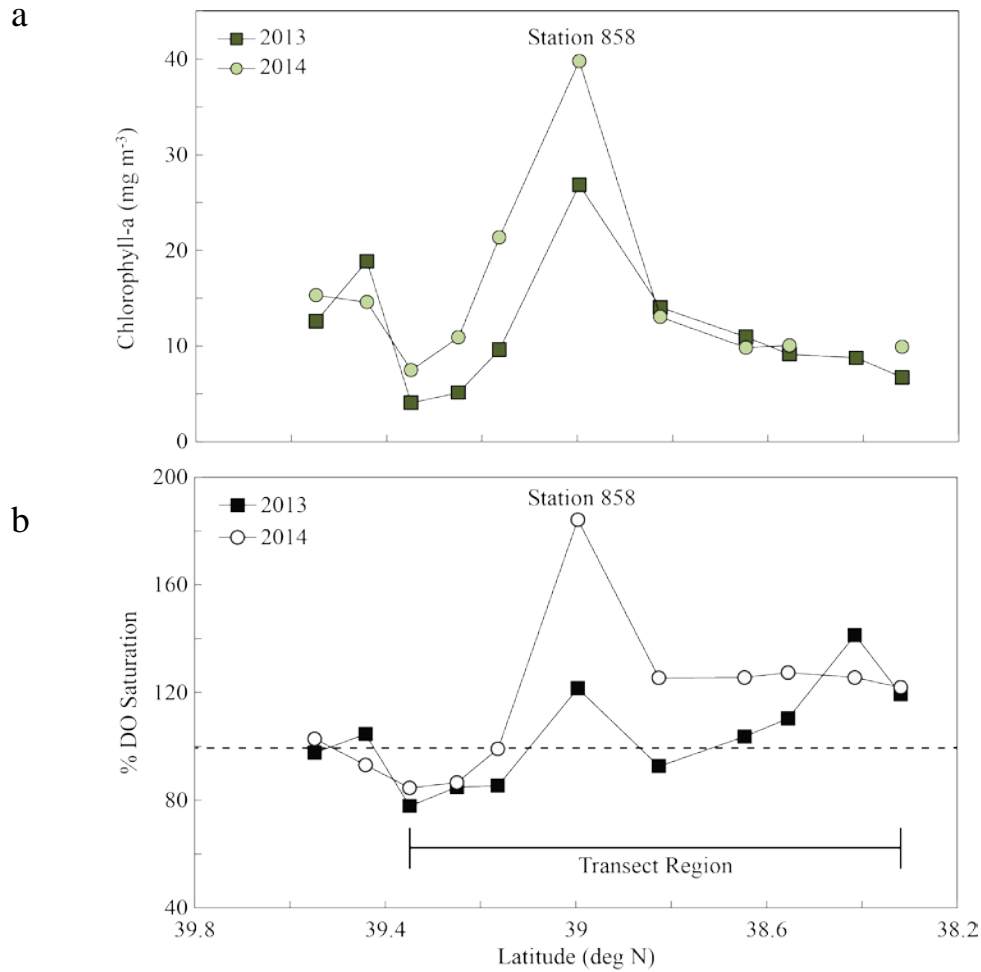 a
2013
2014
Station 858
40
30
20
10
0
Chlorophyll-a (mg m-3)
b
2013
2014
Station 858
200
160
120
80
40
% DO Saturation
Transect Region
39.8
39.4
39
38.6
38.2
Latitude (deg N)